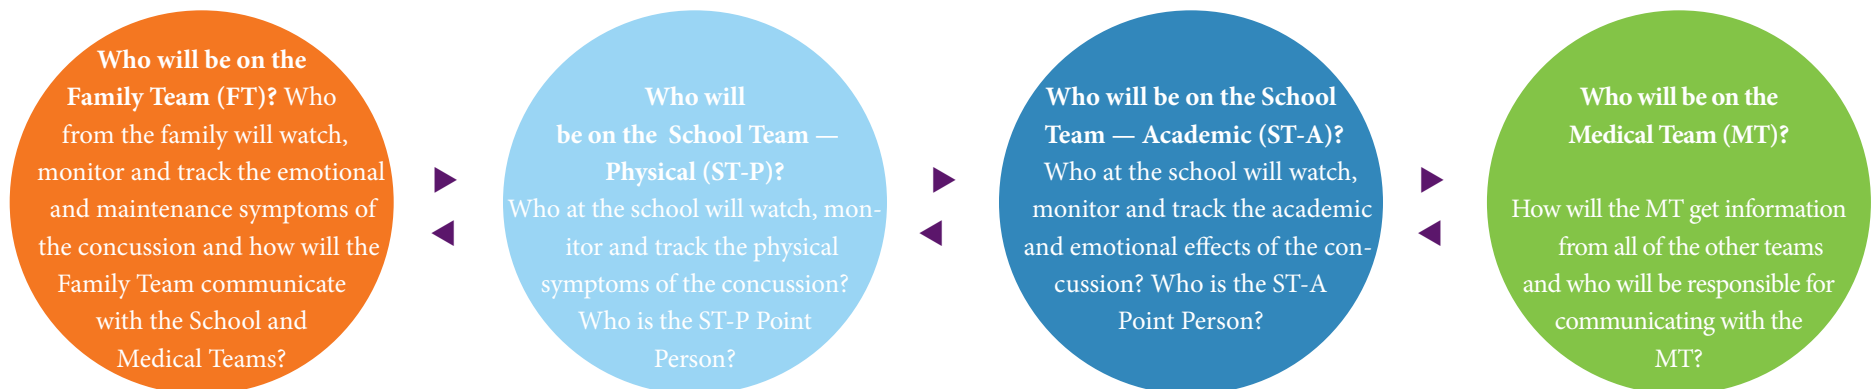 Who will be on the
Family Team (FT)? Who
from the family will watch,
monitor and track the emotional
and maintenance symptoms of
the concussion and how will the
Family Team communicate
with the School and
Medical Teams?
Who will
be on the School Team —
Physical (ST-P)?
Who at the school will watch, mon-
itor and track the physical
symptoms of the concussion?
Who is the ST-P Point
Person?
Who will be on the School
Team — Academic (ST-A)?
Who at the school will watch,
monitor and track the academic
and emotional effects of the con-
cussion? Who is the ST-A
Point Person?
Who will be on the
Medical Team (MT)?
How will the MT get information
from all of the other teams
and who will be responsible for
communicating with the
MT?